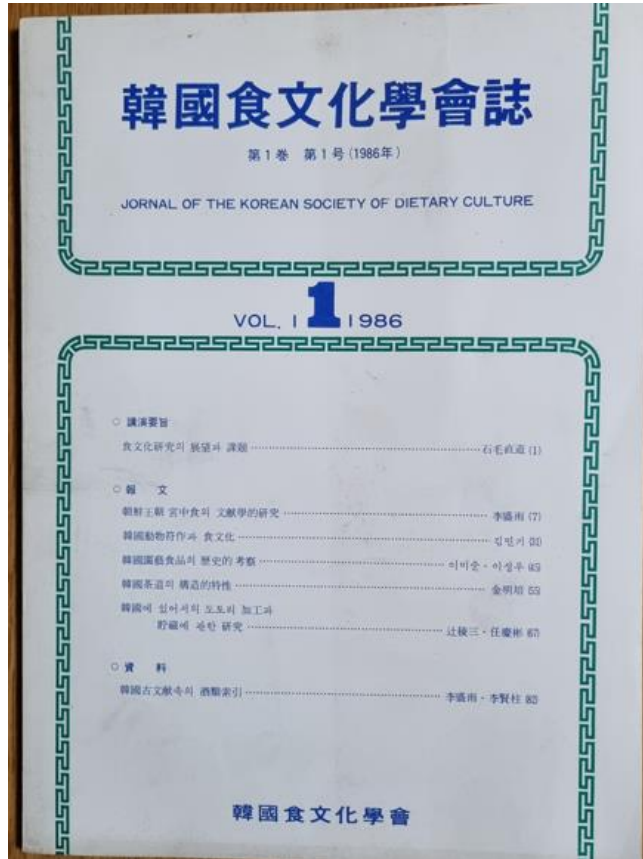 韓國食文化學會誌
第1巻 第1号(1986年)
JORNAL OF THE KOREAN SOCIETY OF DIETARY CULTURE
VOL. I 1 1986
○ 講演要旨
食文化研究의 展望과 課題 石毛直道 (1)
○ 報 文
朝鮮王朝 宮中食의 文献學的研究 李盛雨 (7)
韓國動物符作과 食文化 김민기
韓國園藝食品의 歷史的 考察 이미순・이성우 (45)
韓國茶道의 構造的特性 金明培 (55)
韓國에 있어서의 도토리 加工과
貯藏에 관한 研究 辻稜三・任慶彬 (67)
○ 資 料
韓國古文献속의 酒類索引 李盛雨・李賢柱
韓國食文化學會